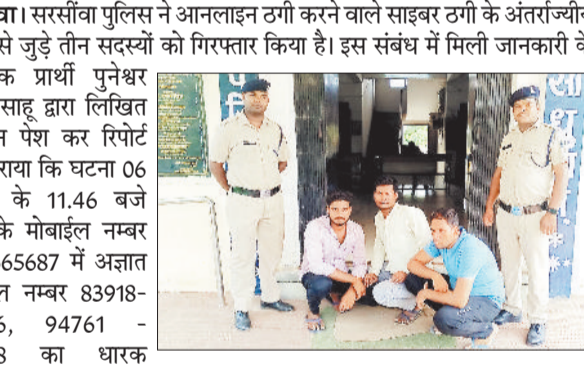 वा। सरसींवा पुलिस ने आनलाइन ठगी करने वाले साइबर ठगी के अंतर्राज्यीन
से जुड़े तीन सदस्यों को गिरफ्तार किया है। इस संबंध में मिली जानकारी के
क प्रार्थी पुनेश्वर
साहू द्वारा लिखित
न पेश कर रिपोर्ट
राया कि घटना 06
के 11.46 बजे
के मोबाईल नम्बर
65687 में अज्ञात
ल नम्बर 83918-
6, 94761 -
8 का धारक